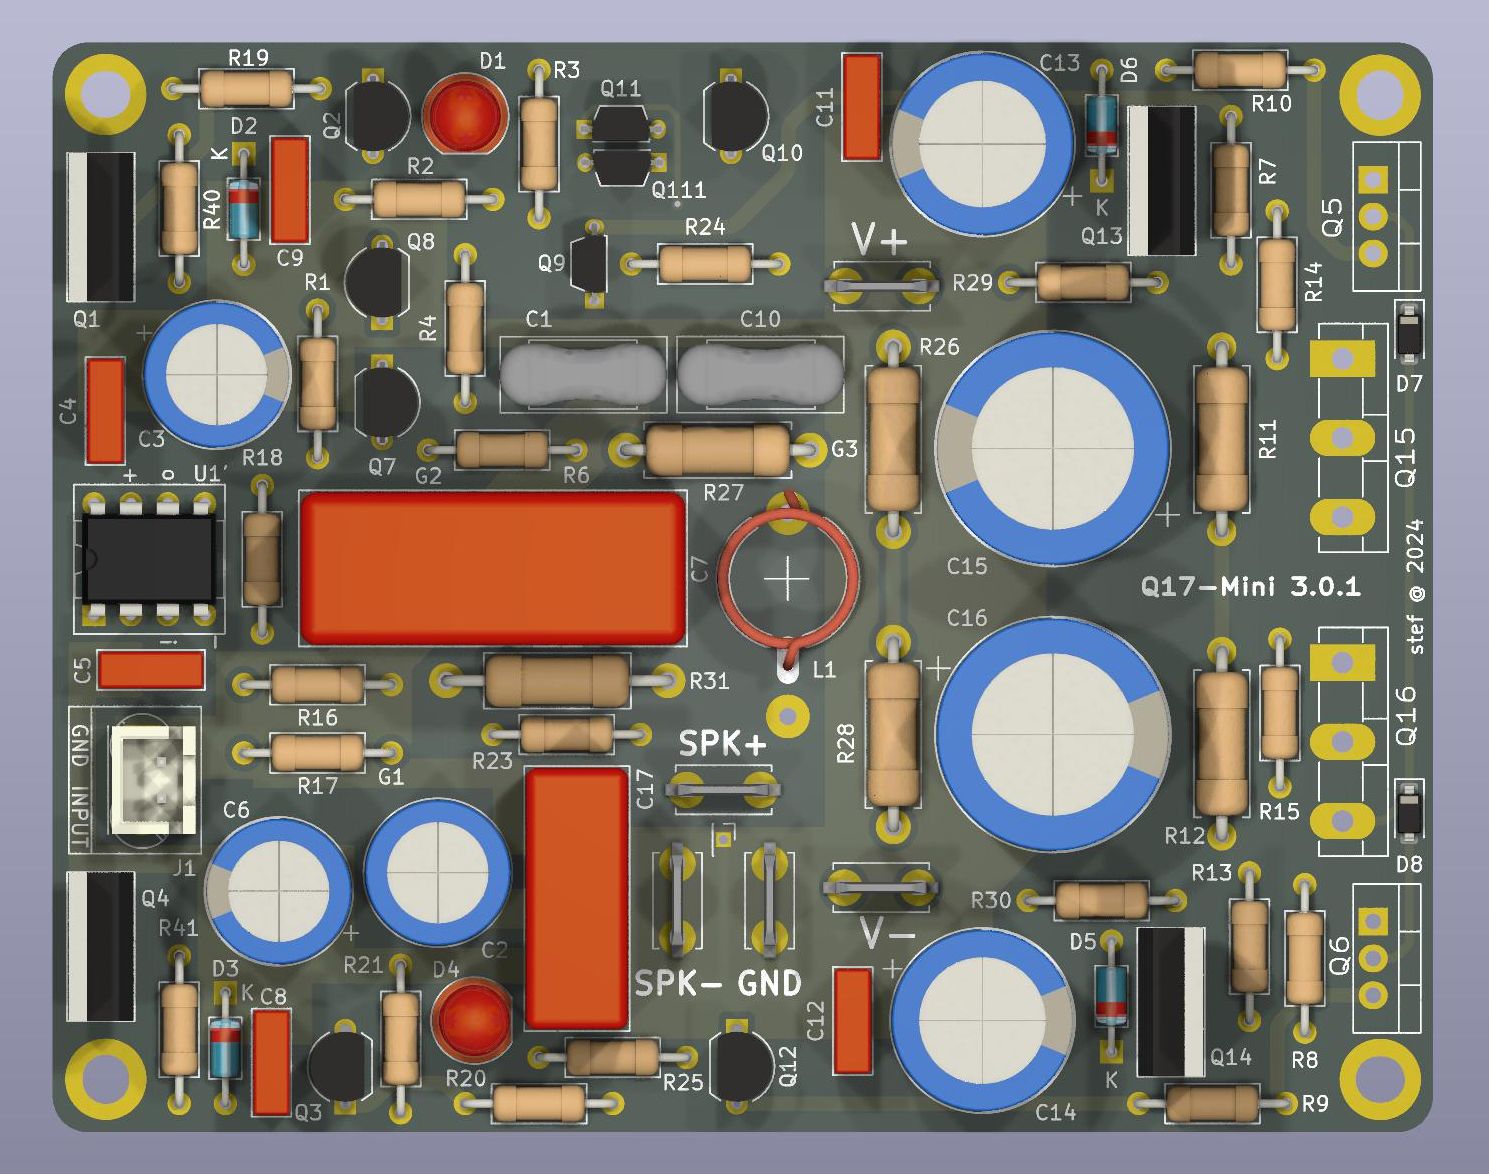 R19
D1
R3
Q11
C11
C13
D6
R10
D2
K
Q2
Q10
R2
Q111
R7
R40
K
Q5
C9
Q8
Q9
R24
V+
Q13
R29
R14
Q1
R1
R4
C1
C10
R26
D7
C4
C3
R18
Q7
G2
R6
G3
R27
R11
Q15
+
o
U1'
C7
C15
Q17-Mini 3.0.1
stef @ 2024
-
i
C5
L1
C16
R16
R31
R17
G1
R23
SPK+
C17
R28
R12
R15
Q16
GND INPUT
J1
C6
D8
Q4
R41
C2
R13
R30
V-
D5
Q6
D3
K
C8
R21
D4
SPK-
GND
C12
Q3
R20
R25
Q12
C14
K
Q14
R8
R9